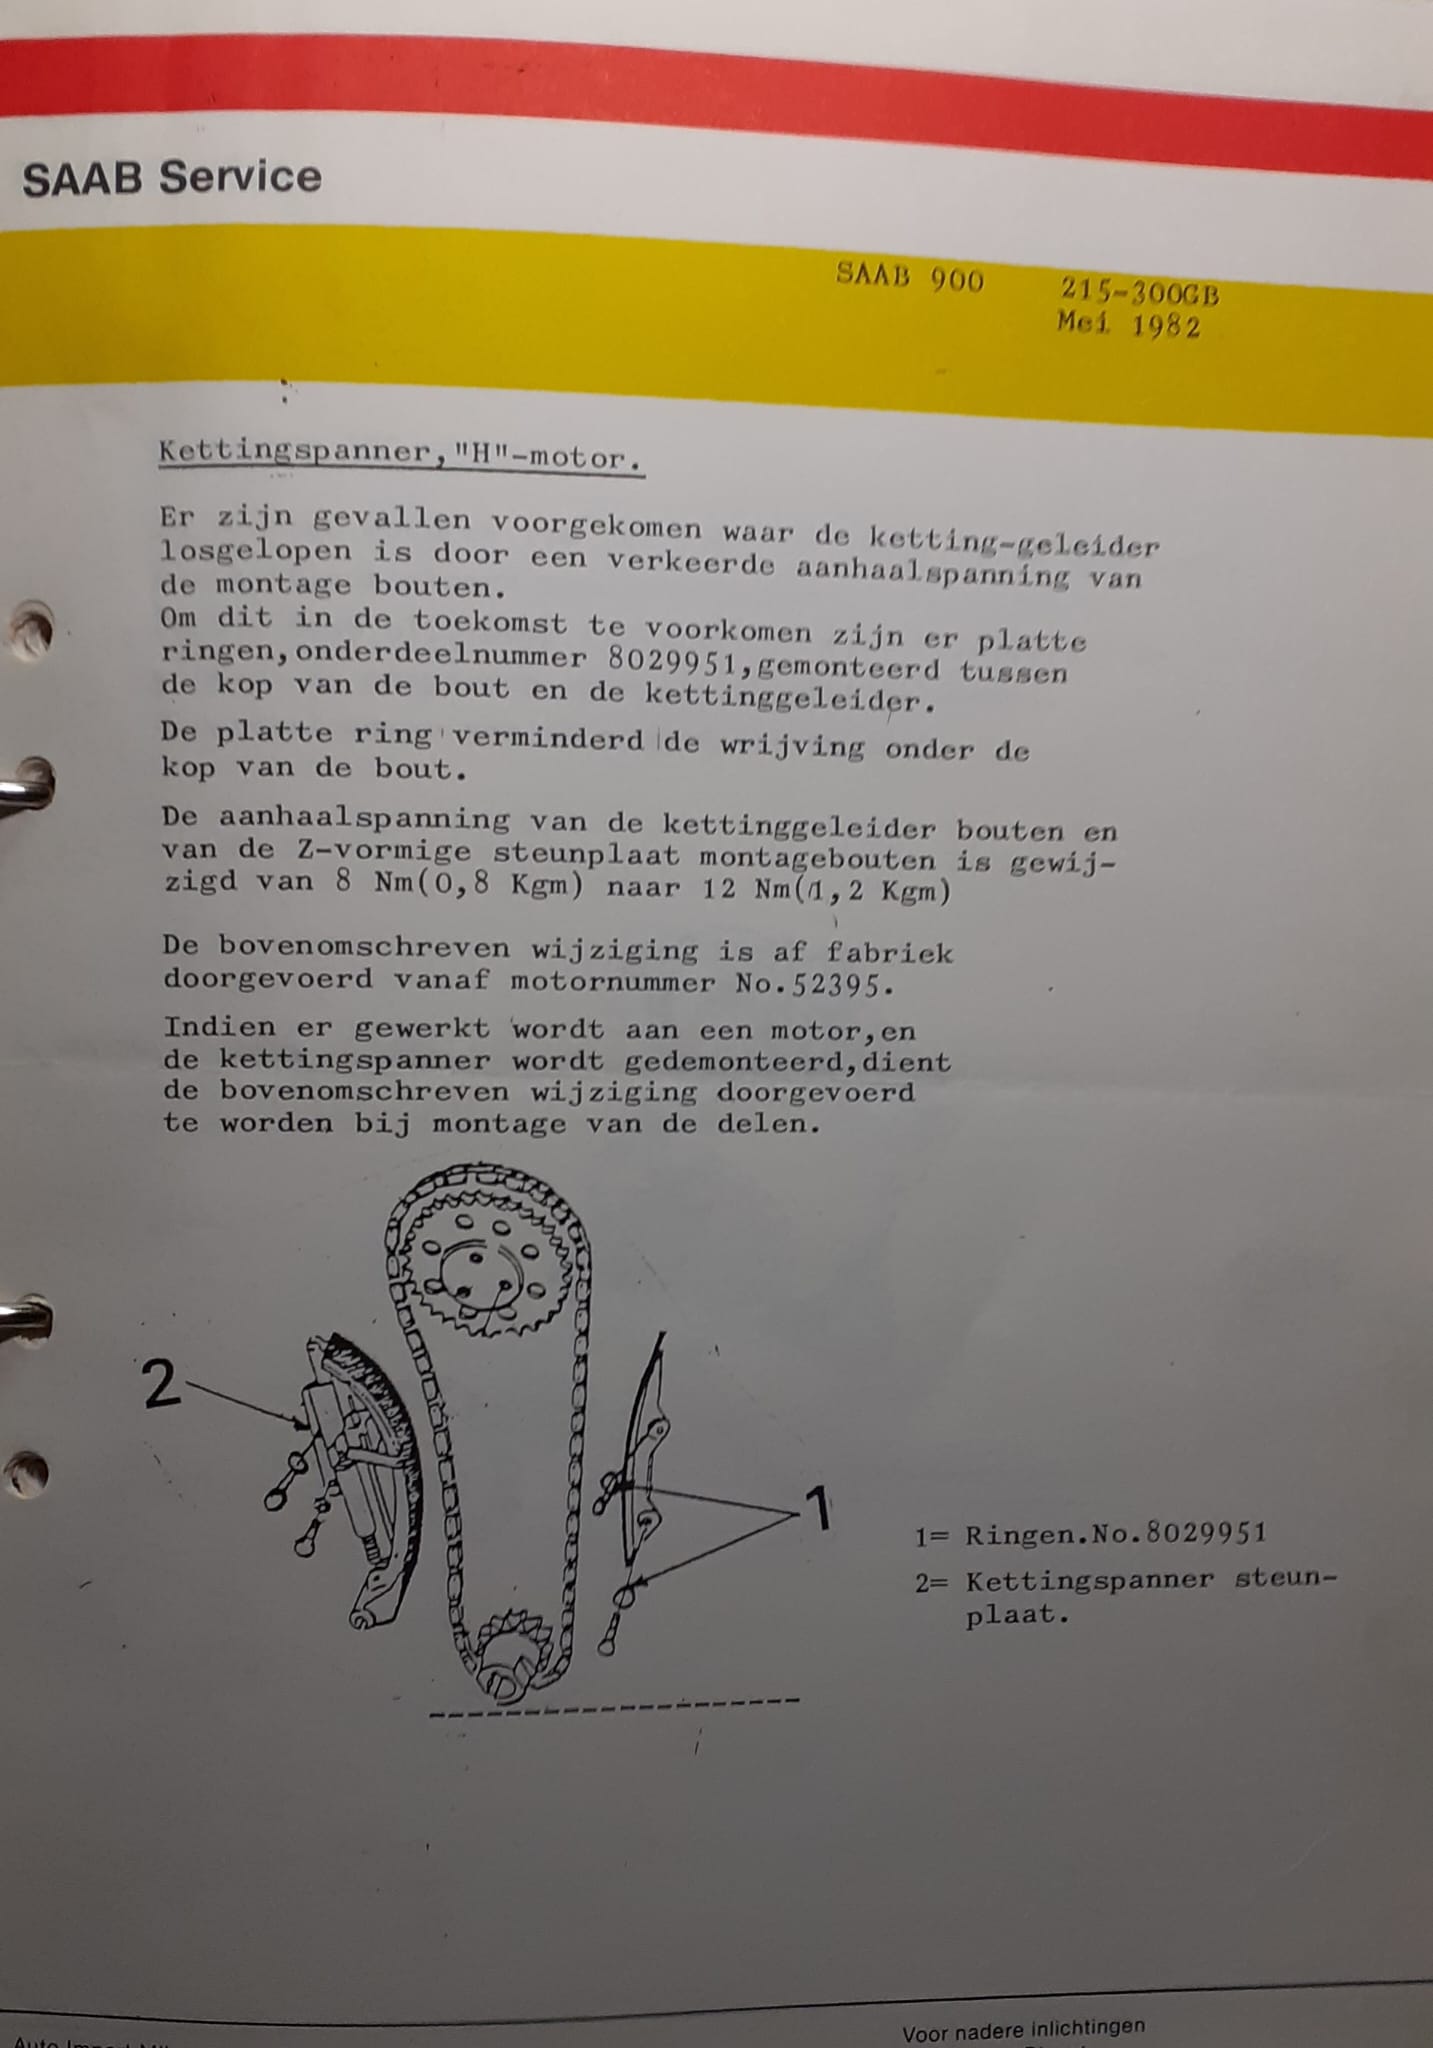 SAAB Service
SAAB 900 215-300GB
Mei 1982
Kettingspanner,"H"-motor.
Er zijn gevallen voorgekomen waar de ketting-geleider
losgelopen is door een verkeerde aanhaalspanning van
de montage bouten.
Om dit in de toekomst te voorkomen zijn er platte
ringen,onderdeelnummer 8029951,gemonteerd tussen
de kop van de bout en de kettinggeleider.
De platte ring verminderd de wrijving onder de
kop van de bout.
De aanhaalspanning van de kettinggeleider bouten en
van de Z-vormige steunplaat montagebouten is gewij-
zigd van 8 Nm(0,8 Kgm) naar 12 Nm(1,2 Kgm)
De bovenomschreven wijziging is af fabriek
doorgevoerd vanaf motornummer No.52395.
Indien er gewerkt wordt aan een motor,en
de kettingspanner wordt gedemonteerd,dient
de bovenomschreven wijziging doorgevoerd
te worden bij montage van de delen.
2
1
1= Ringen.No.8029951
2= Kettingspanner steun-
plaat.
Voor nadere inlichtingen